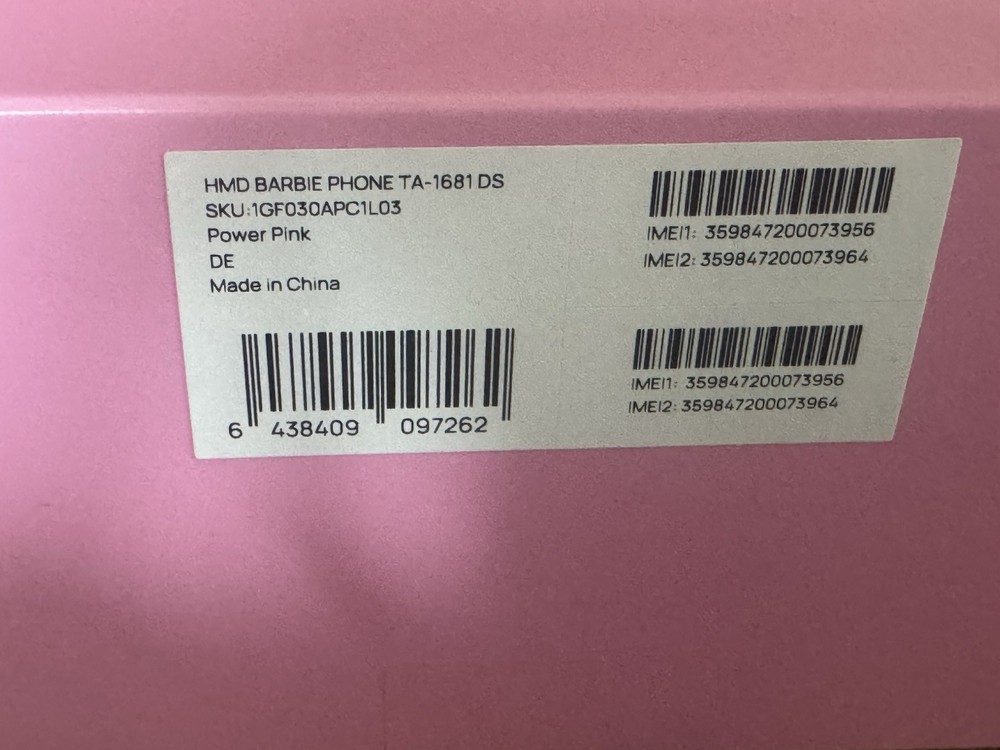 HMD BARBIE PHONE TA-1681 DS
SKU:1GF030APC1L03
Power Pink
DE
Made in China
6 438409 097262
IMEI1: 359847200073956
IMEI2: 359847200073964
IMEI1: 359847200073956
IMEI2: 359847200073964